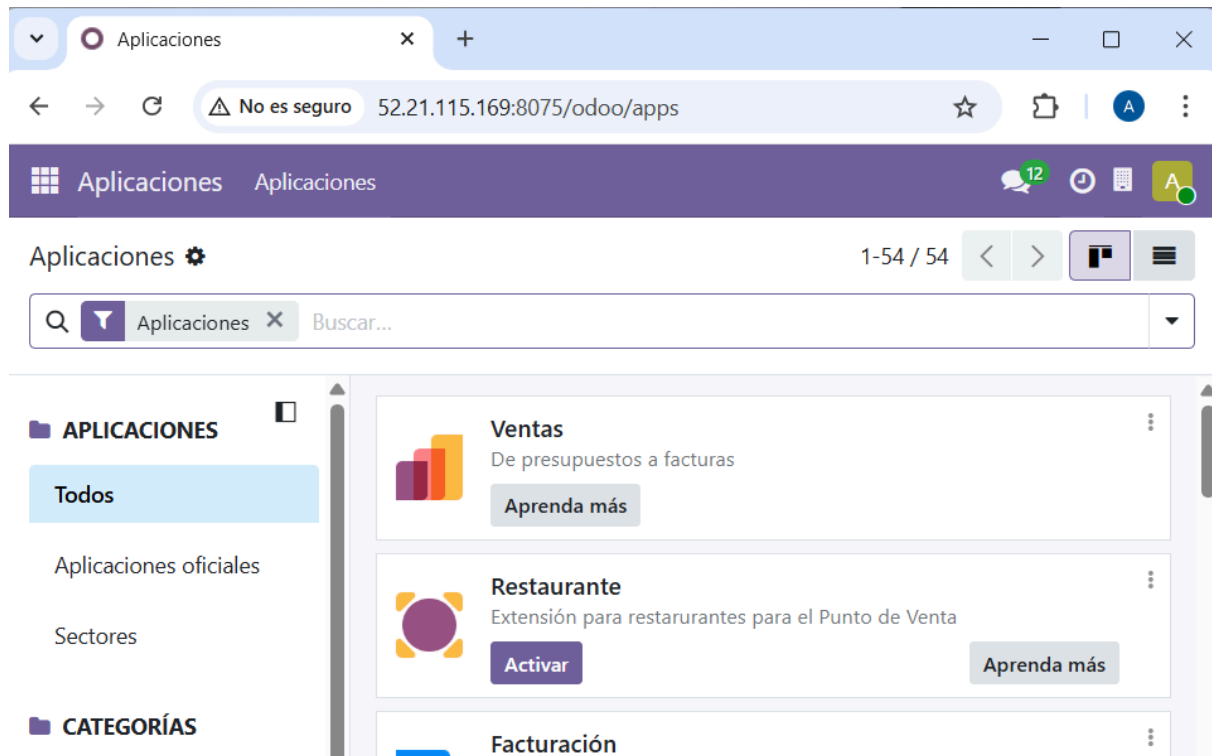 Aplicaciones
No es seguro 52.21.115.169:8075/odoo/apps A
Aplicaciones Aplicaciones 12 A
Aplicaciones 1-54 / 54
Aplicaciones Buscar...
APLICACIONES
Todos
Aplicaciones oficiales
Sectores
CATEGORÍAS
Ventas
De presupuestos a facturas
Aprenda más
Restaurante
Extensión para restarurantes para el Punto de Venta
Activar Aprenda más
Facturación